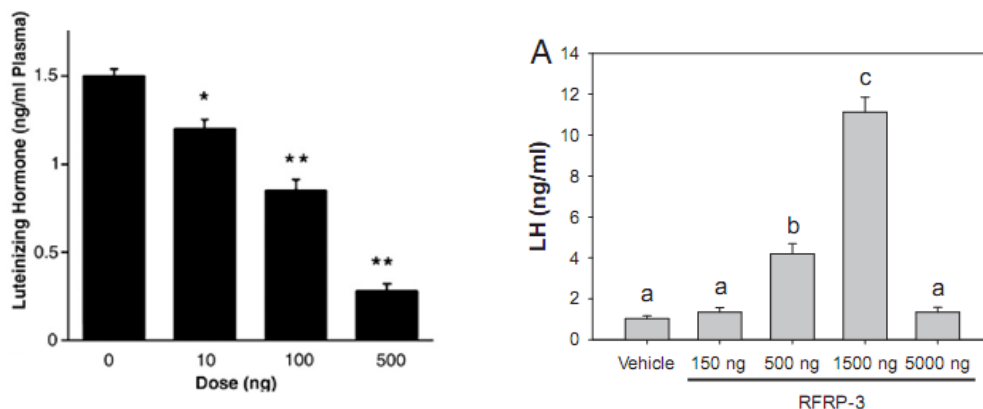 Luteinizing Hormone (ng/ml Plasma)
1.5
1
0.5
0
*
**
**
0 10 100 500
Dose (ng)
A
LH (ng/ml)
14
12
10
8
6
4
2
0
a a b c a
Vehicle 150 ng 500 ng 1500 ng 5000 ng
RFRP-3